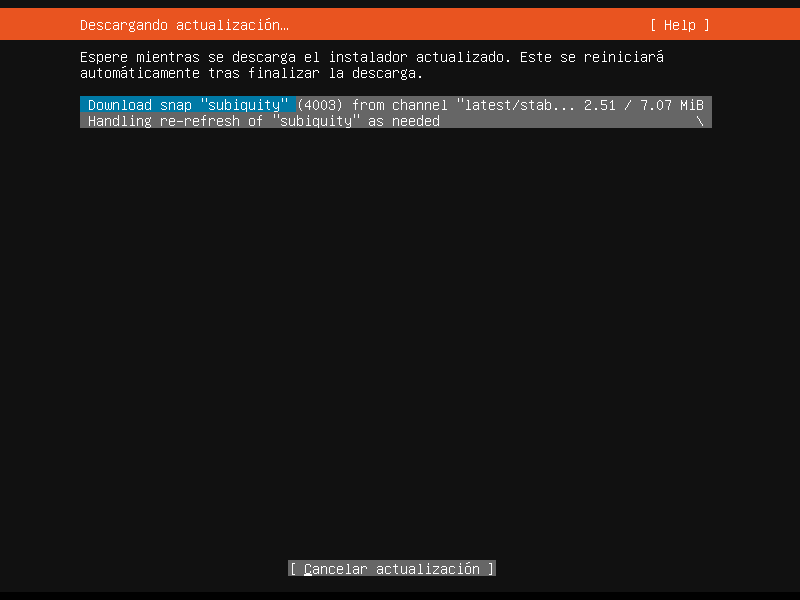 Descargando actualización… [ Help ]
Espere mientras se descarga el instalador actualizado. Este se reiniciará
automáticamente tras finalizar la descarga.
Download snap "subiquity" (4003) from channel "latest/stab... 2.51 / 7.07 MiB
Handling re-refresh of "subiquity" as needed \
[ Cancelar actualización ]